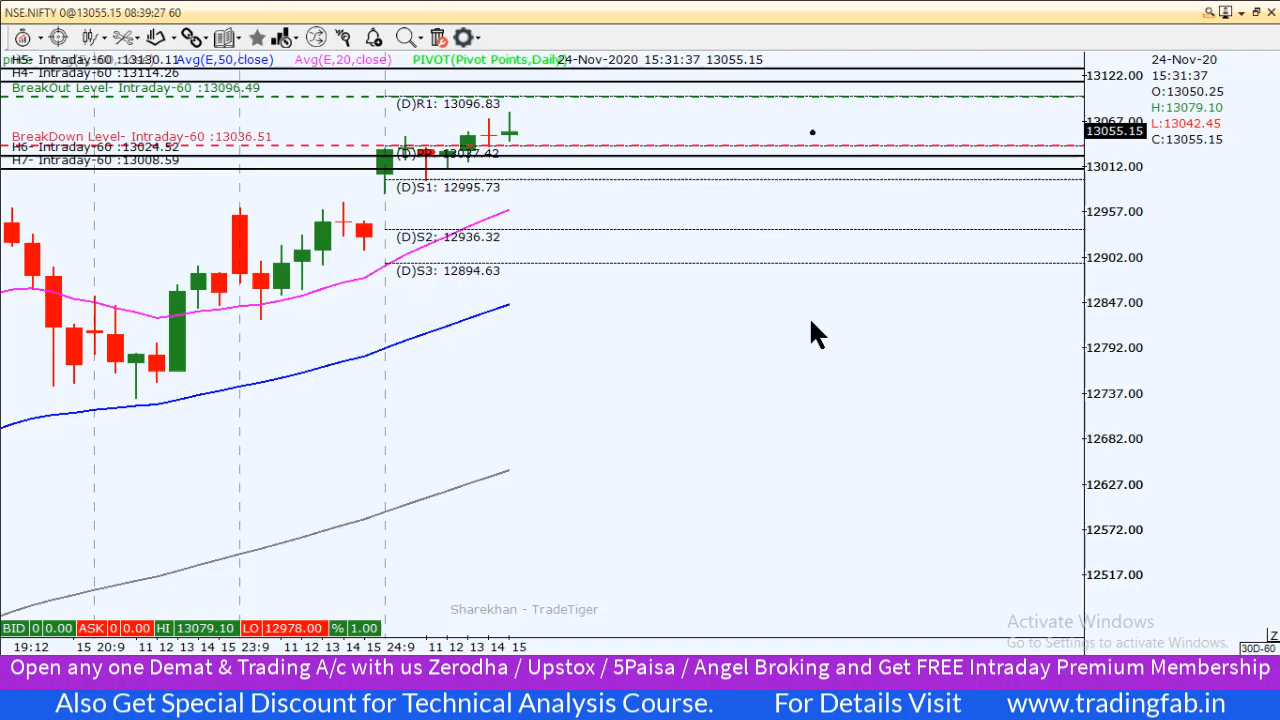 NSE.NIFTY 0@13055.15 08:39:27 60
H5- Intraday-60 :13130.11 Avg(E,50,close) Avg(E,20,close) PIVOT(Pivot Points,Daily) 24-Nov-2020 15:31:37 13055.15
H4- Intraday-60 :13114.26
BreakOut Level- Intraday-60 :13096.49
(D)R1: 13096.83
BreakDown Level- Intraday-60 :13036.51
H6- Intraday-60 :13024.52
13037.42
H7- Intraday-60 :13008.59
(D)S1: 12995.73
(D)S2: 12936.32
(D)S3: 12894.63
13122.00
13067.00
13055.15
13012.00
12957.00
12902.00
12847.00
12792.00
12737.00
12682.00
12627.00
12572.00
12517.00
24-Nov-20
15:31:37
O:13050.25
H:13079.10
L:13042.45
C:13055.15
Sharekhan - TradeTiger
BID 0 0.00 ASK 0 0.00 HI 13079.10 LO 12978.00 % 1.00
19:12 15 20:9 11 12 13 14 15 23:9 11 12 13 14 15 24:9 11 12 13 14 15
Activate Windows
Go to Settings to activate Windows.
Z
30D-60
Open any one Demat & Trading A/c with us Zerodha / Upstox / 5Paisa / Angel Broking and Get FREE Intraday Premium Membership
Also Get Special Discount for Technical Analysis Course. For Details Visit www.tradingfab.in